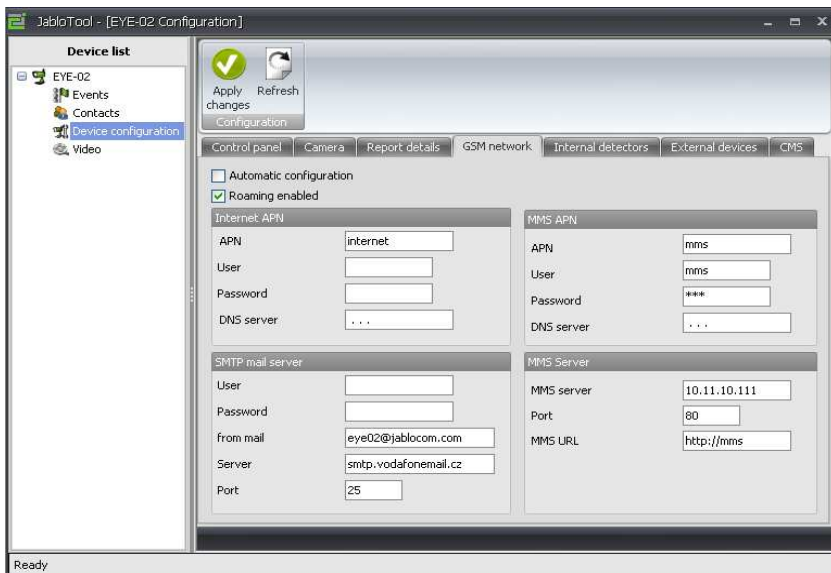 JabloTool - [EYE-02 Configuration]
Device list
EYE-02
Events
Contacts
Device configuration
Video
Apply changes
Refresh
Configuration
Control panel
Camera
Report details
GSM network
Internal detectors
External devices
CMS
Automatic configuration
Roaming enabled
Internet APN
APN internet
User
Password
DNS server . . .
MMS APN
APN mms
User mms
Password ***
DNS server . . .
SMTP mail server
User
Password
from mail eye02@jablocom.com
Server smtp.vodafonemail.cz
Port 25
MMS Server
MMS server 10.11.10.111
Port 80
MMS URL http://mms
Ready